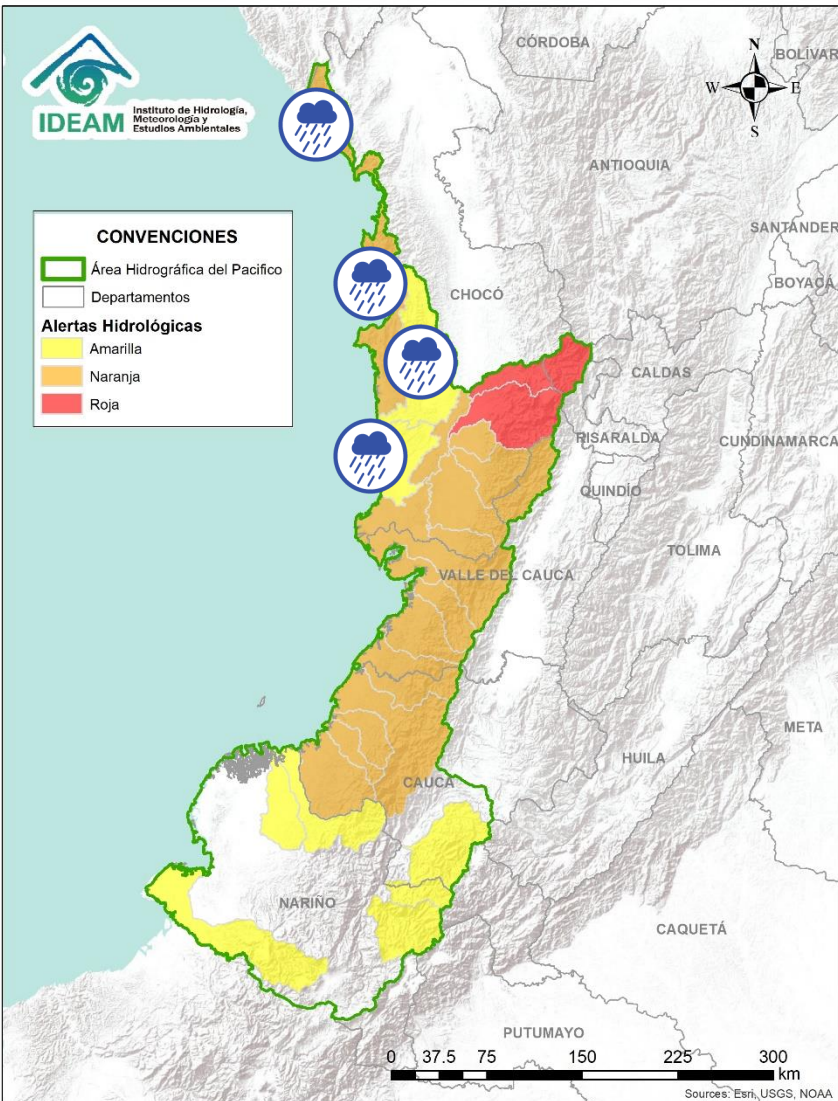 IDEAM
Instituto de Hidrología,
Meteorología y
Estudios Ambientales
N
W
E
S
CÓRDOBA
BOLÍVAR
ANTIOQUIA
SANTANDER
BOYACÁ
CHOCÓ
CALDAS
RISARALDA
CUNDINAMARCA
QUINDÍO
TOLIMA
VALLE DEL CAUCA
META
HUILA
CAUCA
NARIÑO
CAQUETÁ
PUTUMAYO
CONVENCIONES
Área Hidrográfica del Pacifico
Departamentos
Alertas Hidrológicas
Amarilla
Naranja
Roja
0 37.5 75 150 225 300
km
Sources: Esri, USGS, NOAA